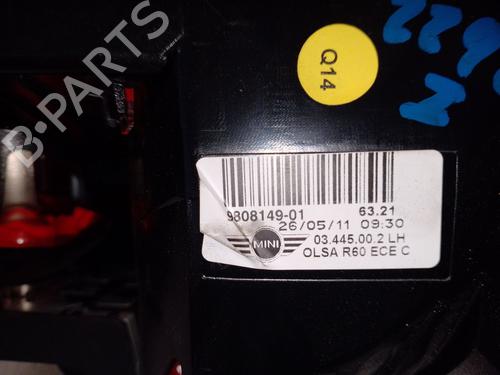 B-PARTS
Q14
9808149-01 63.21
26/05/11 09:30
MINI
03.445.00.2 LH
OLSA R60 ECE C